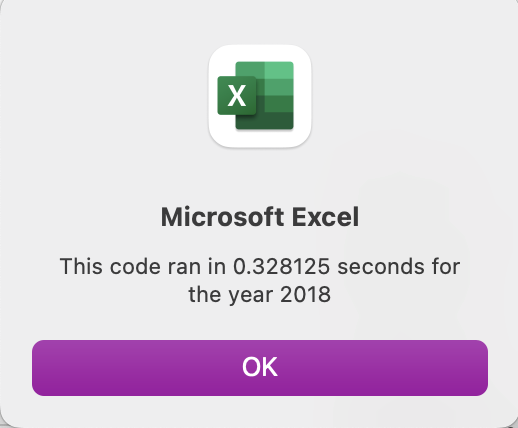 X
Microsoft Excel
This code ran in 0.328125 seconds for
the year 2018
OK